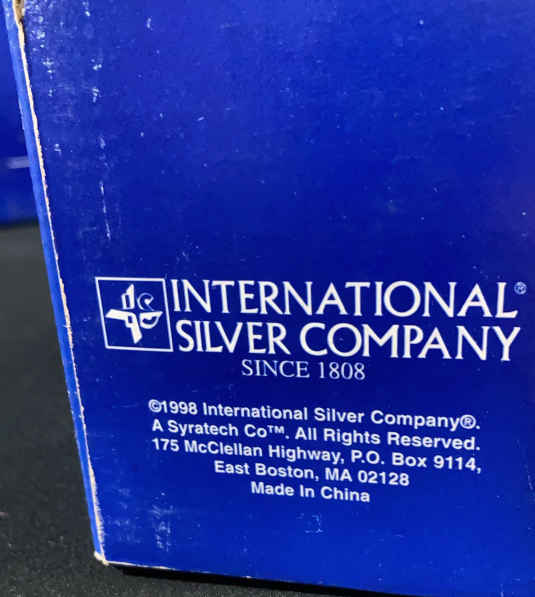 INTERNATIONAL®
SILVER COMPANY
SINCE 1808
©1998 International Silver Company®.
A Syratech Co™. All Rights Reserved.
175 McClellan Highway, P.O. Box 9114,
East Boston, MA 02128
Made In China